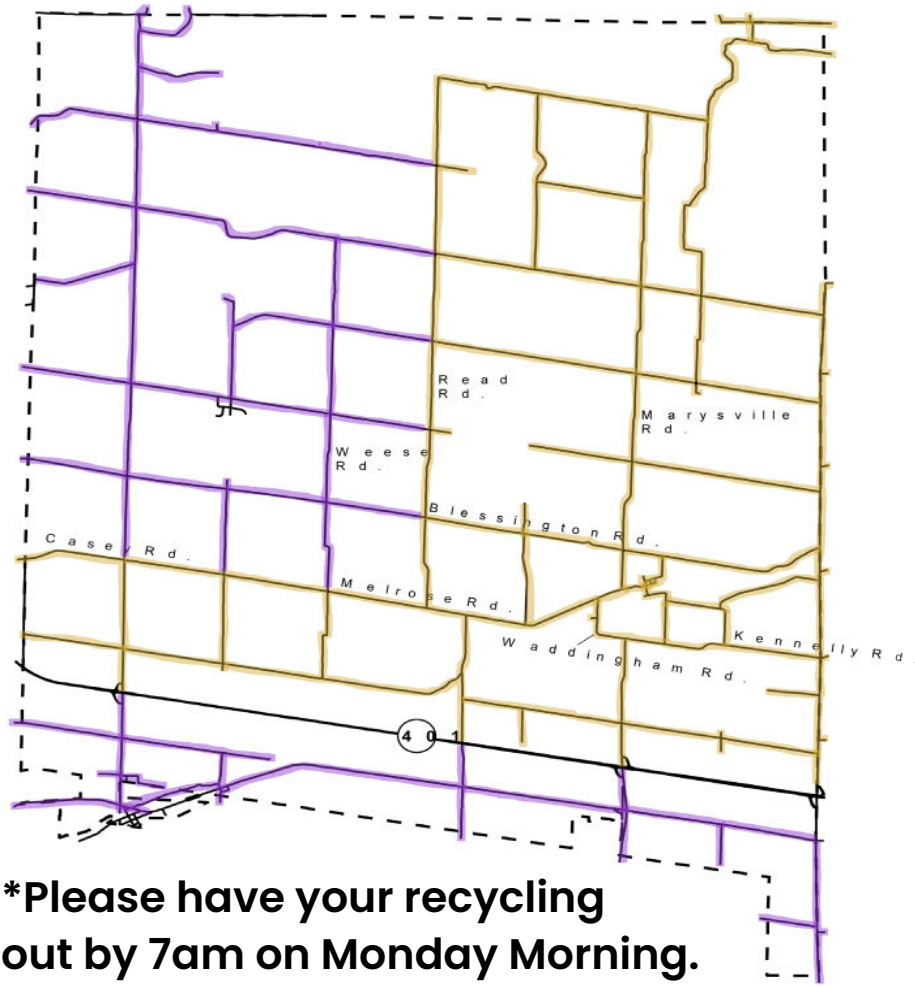 Read
Rd.
Marysville
Rd.
Weese
Rd.
Blessington Rd.
Casey Rd.
Melrose Rd.
Kennelly Rd.
Waddingham Rd.
401
*Please have your recycling
out by 7am on Monday Morning.